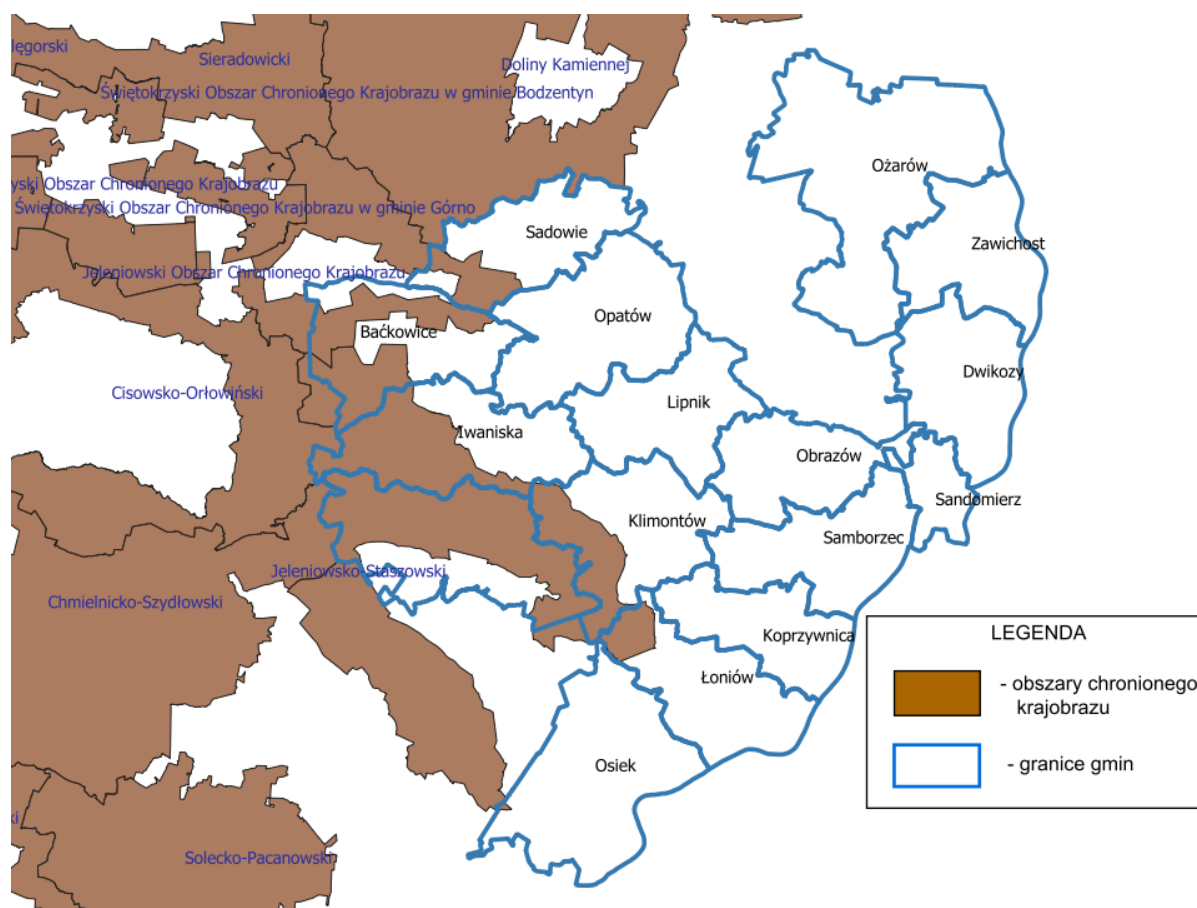 lęgorski
Sieradowicki
Doliny Kamiennej
Świętokrzyski Obszar Chronionego Krajobrazu w gminie Bodzentyn
Ożarów
yski Obszar Chronionego Krajobrazu
Świętokrzyski Obszar Chronionego Krajobrazu w gminie Górno
Sadowie
Zawichost
Jeleniowski Obszar Chronionego Krajobrazu
Opatów
Baćkowice
Dwikozy
Cisowsko-Orłowiński
Lipnik
Iwaniska
Obrazów
Sandomierz
Klimontów
Samborzec
Jeleniowsko-Staszowski
Chmielnicko-Szydłowski
Koprzywnica
Łoniów
Osiek
ki
Solecko-Pacanowski
LEGENDA
- obszary chronionego
krajobrazu
- granice gmin